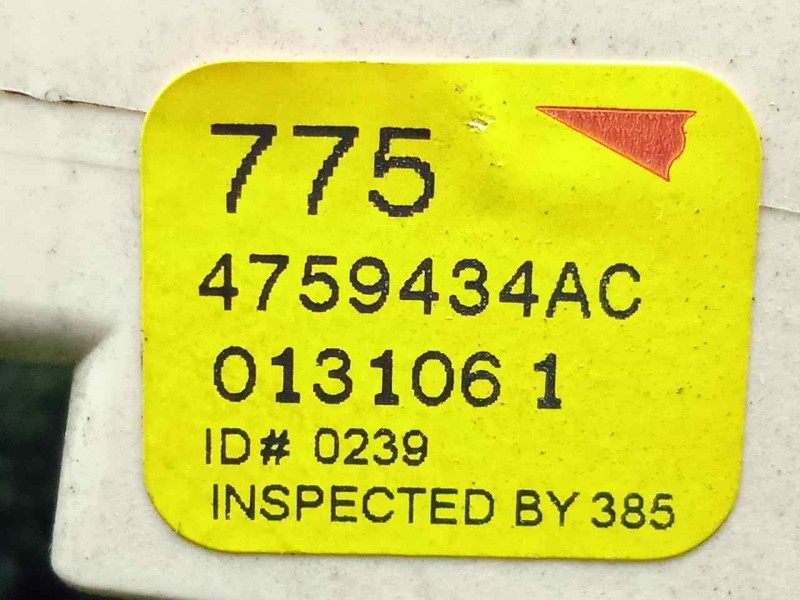 775
4759434AC
013106 1
ID# 0239
INSPECTED BY 385